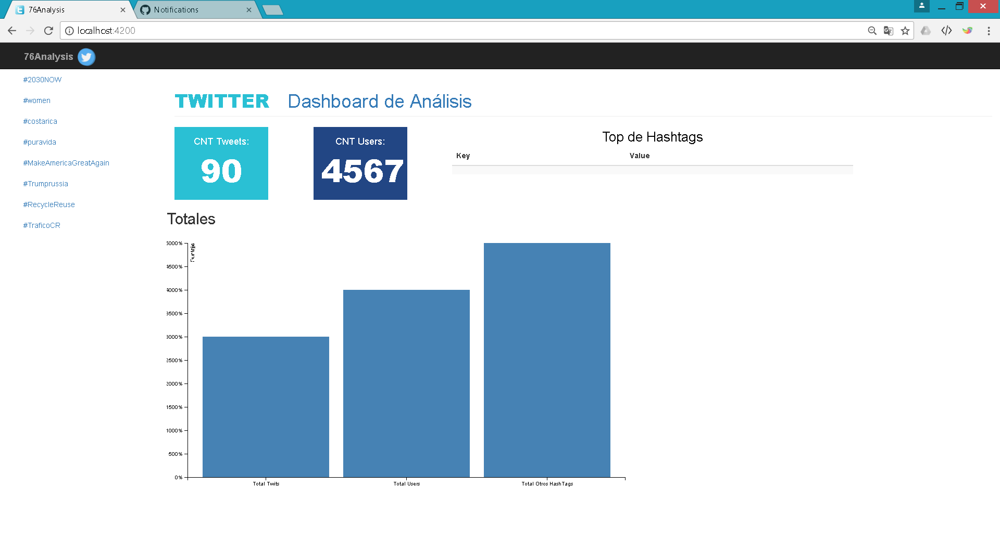 76Analysis
Notifications
localhost:4200
76Analysis
#2030NOW
#women
#costarica
#puravida
#MakeAmericaGreatAgain
#Trumprussia
#RecycleReuse
#TraficoCR
TWITTER Dashboard de Análisis
CNT Tweets:
90
CNT Users:
4567
Top de Hashtags
Key Value
Totales
5000%
4500%
4000%
3500%
3000%
2500%
2000%
1500%
1000%
500%
0%
Total Twits
Total Users
Total Otros HashTags